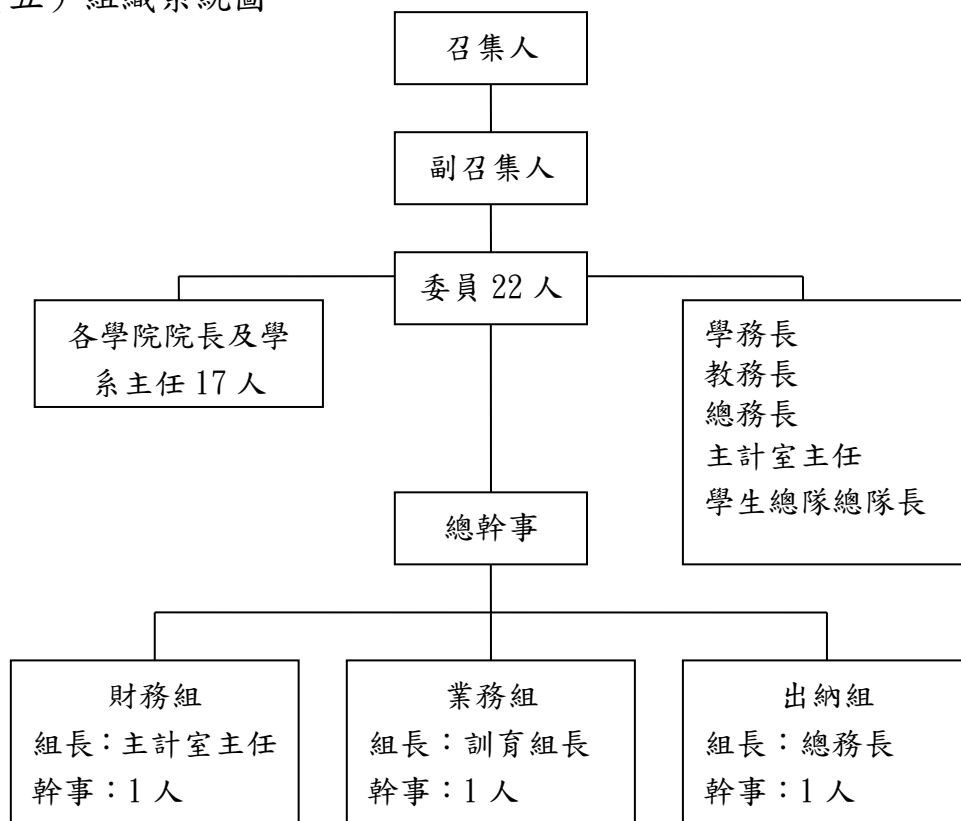 五）組織系統圖
召集人
副召集人
委員 22 人
各學院院長及學
系主任 17 人
學務長
教務長
總務長
主計室主任
學生總隊總隊長
總幹事
財務組
組長：主計室主任
幹事：1 人
業務組
組長：訓育組長
幹事：1 人
出納組
組長：總務長
幹事：1 人